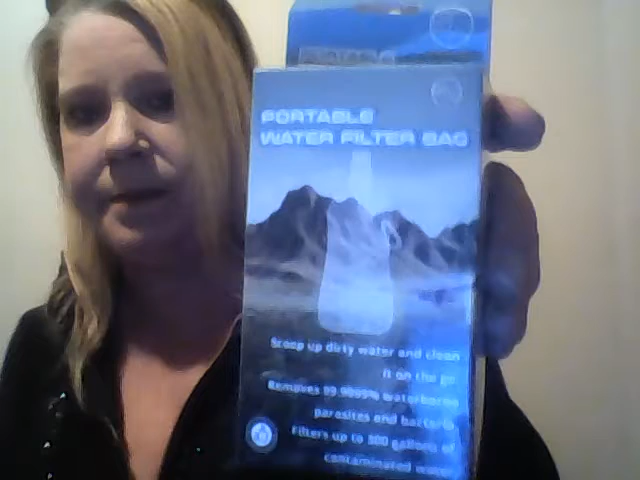 PORTABLE
WATER FILTER BAG
Scoop up dirty water and clean
it on the go
Removes 99.9999% waterborne
parasites and bacteria
Filters up to 300 gallons of
contaminated water